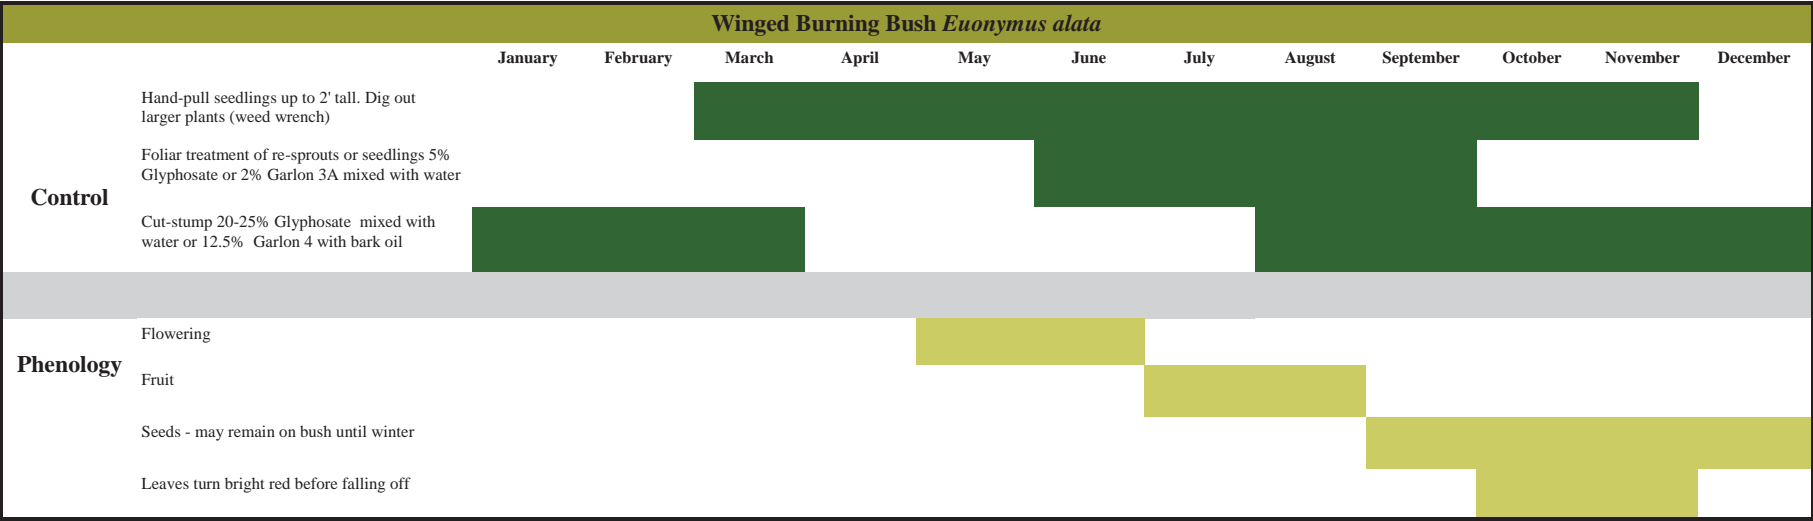 Winged Burning Bush Euonymus alata
January February March April May June July August September October November December
Hand-pull seedlings up to 2' tall. Dig out
larger plants (weed wrench)
Foliar treatment of re-sprouts or seedlings 5%
Glyphosate or 2% Garlon 3A mixed with water
Control
Cut-stump 20-25% Glyphosate  mixed with
water or 12.5%  Garlon 4 with bark oil
Flowering
Phenology
Fruit
Seeds - may remain on bush until winter
Leaves turn bright red before falling off